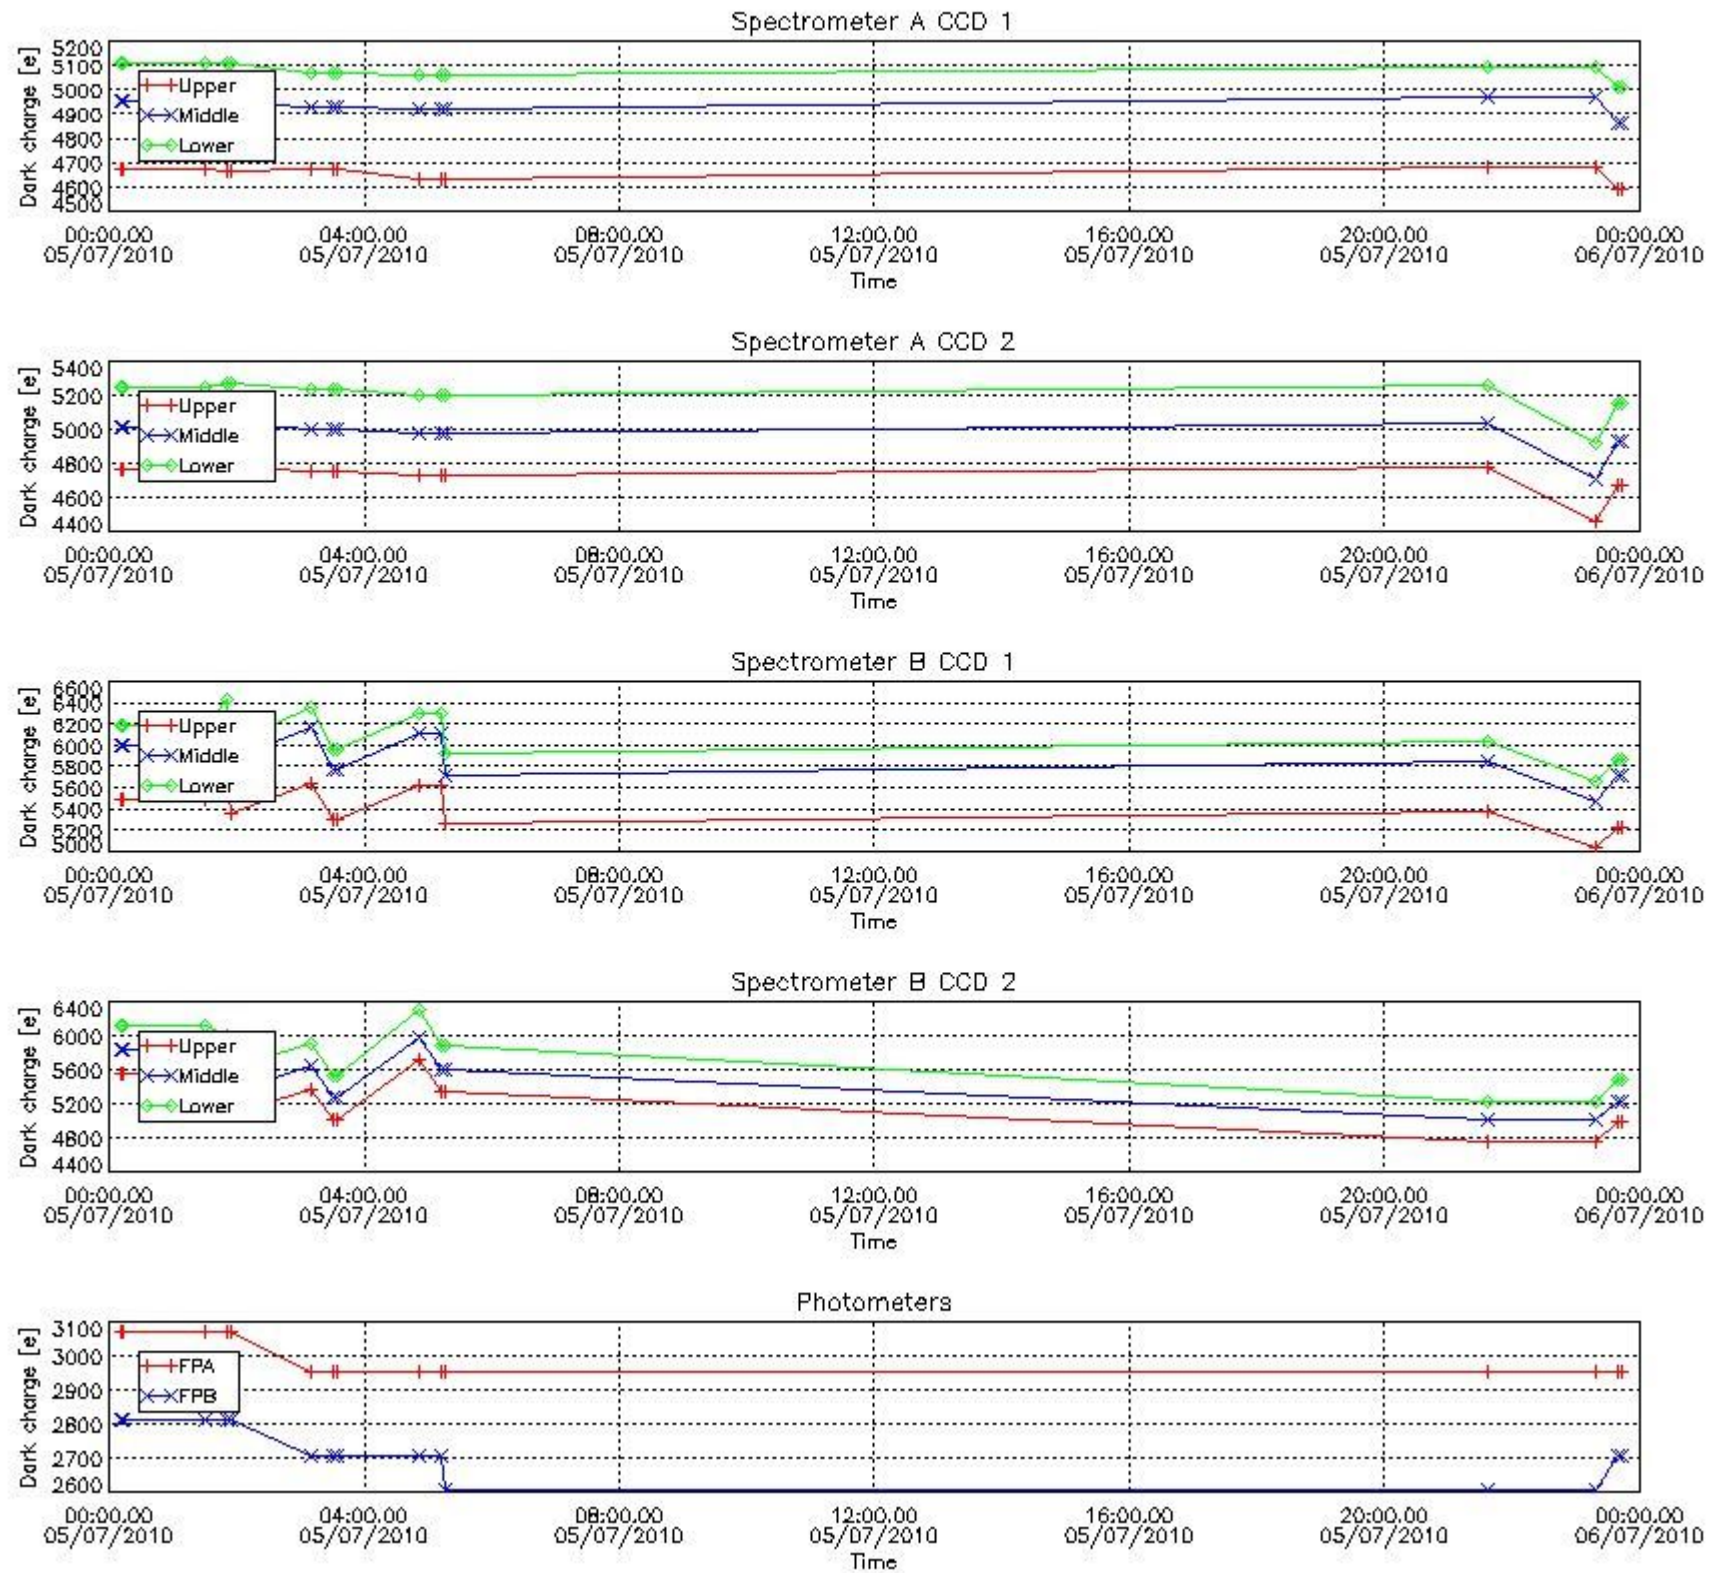 Spectrometer A CCD 1
Dark charge [e]
5200
5100
5000
4900
4800
4700
4600
4500
Upper
Middle
Lower
00:00.00 04:00.00 08:00.00 12:00.00 16:00.00 20:00.00 00:00.00
05/07/2010 05/07/2010 05/07/2010 05/07/2010 05/07/2010 05/07/2010 06/07/2010
Time
Spectrometer A CCD 2
Dark charge [e]
5400
5200
5000
4800
4600
4400
Upper
Middle
Lower
00:00.00 04:00.00 08:00.00 12:00.00 16:00.00 20:00.00 00:00.00
05/07/2010 05/07/2010 05/07/2010 05/07/2010 05/07/2010 05/07/2010 06/07/2010
Time
Spectrometer B CCD 1
Dark charge [e]
6600
6400
6200
6000
5800
5600
5400
5200
5000
Upper
Middle
Lower
00:00.00 04:00.00 08:00.00 12:00.00 16:00.00 20:00.00 00:00.00
05/07/2010 05/07/2010 05/07/2010 05/07/2010 05/07/2010 05/07/2010 06/07/2010
Time
Spectrometer B CCD 2
Dark charge [e]
6400
6000
5600
5200
4800
4400
Upper
Middle
Lower
00:00.00 04:00.00 08:00.00 12:00.00 16:00.00 20:00.00 00:00.00
05/07/2010 05/07/2010 05/07/2010 05/07/2010 05/07/2010 05/07/2010 06/07/2010
Time
Photometers
Dark charge [e]
3100
3000
2900
2800
2700
2600
FPA
FPB
00:00.00 04:00.00 08:00.00 12:00.00 16:00.00 20:00.00 00:00.00
05/07/2010 05/07/2010 05/07/2010 05/07/2010 05/07/2010 05/07/2010 06/07/2010
Time